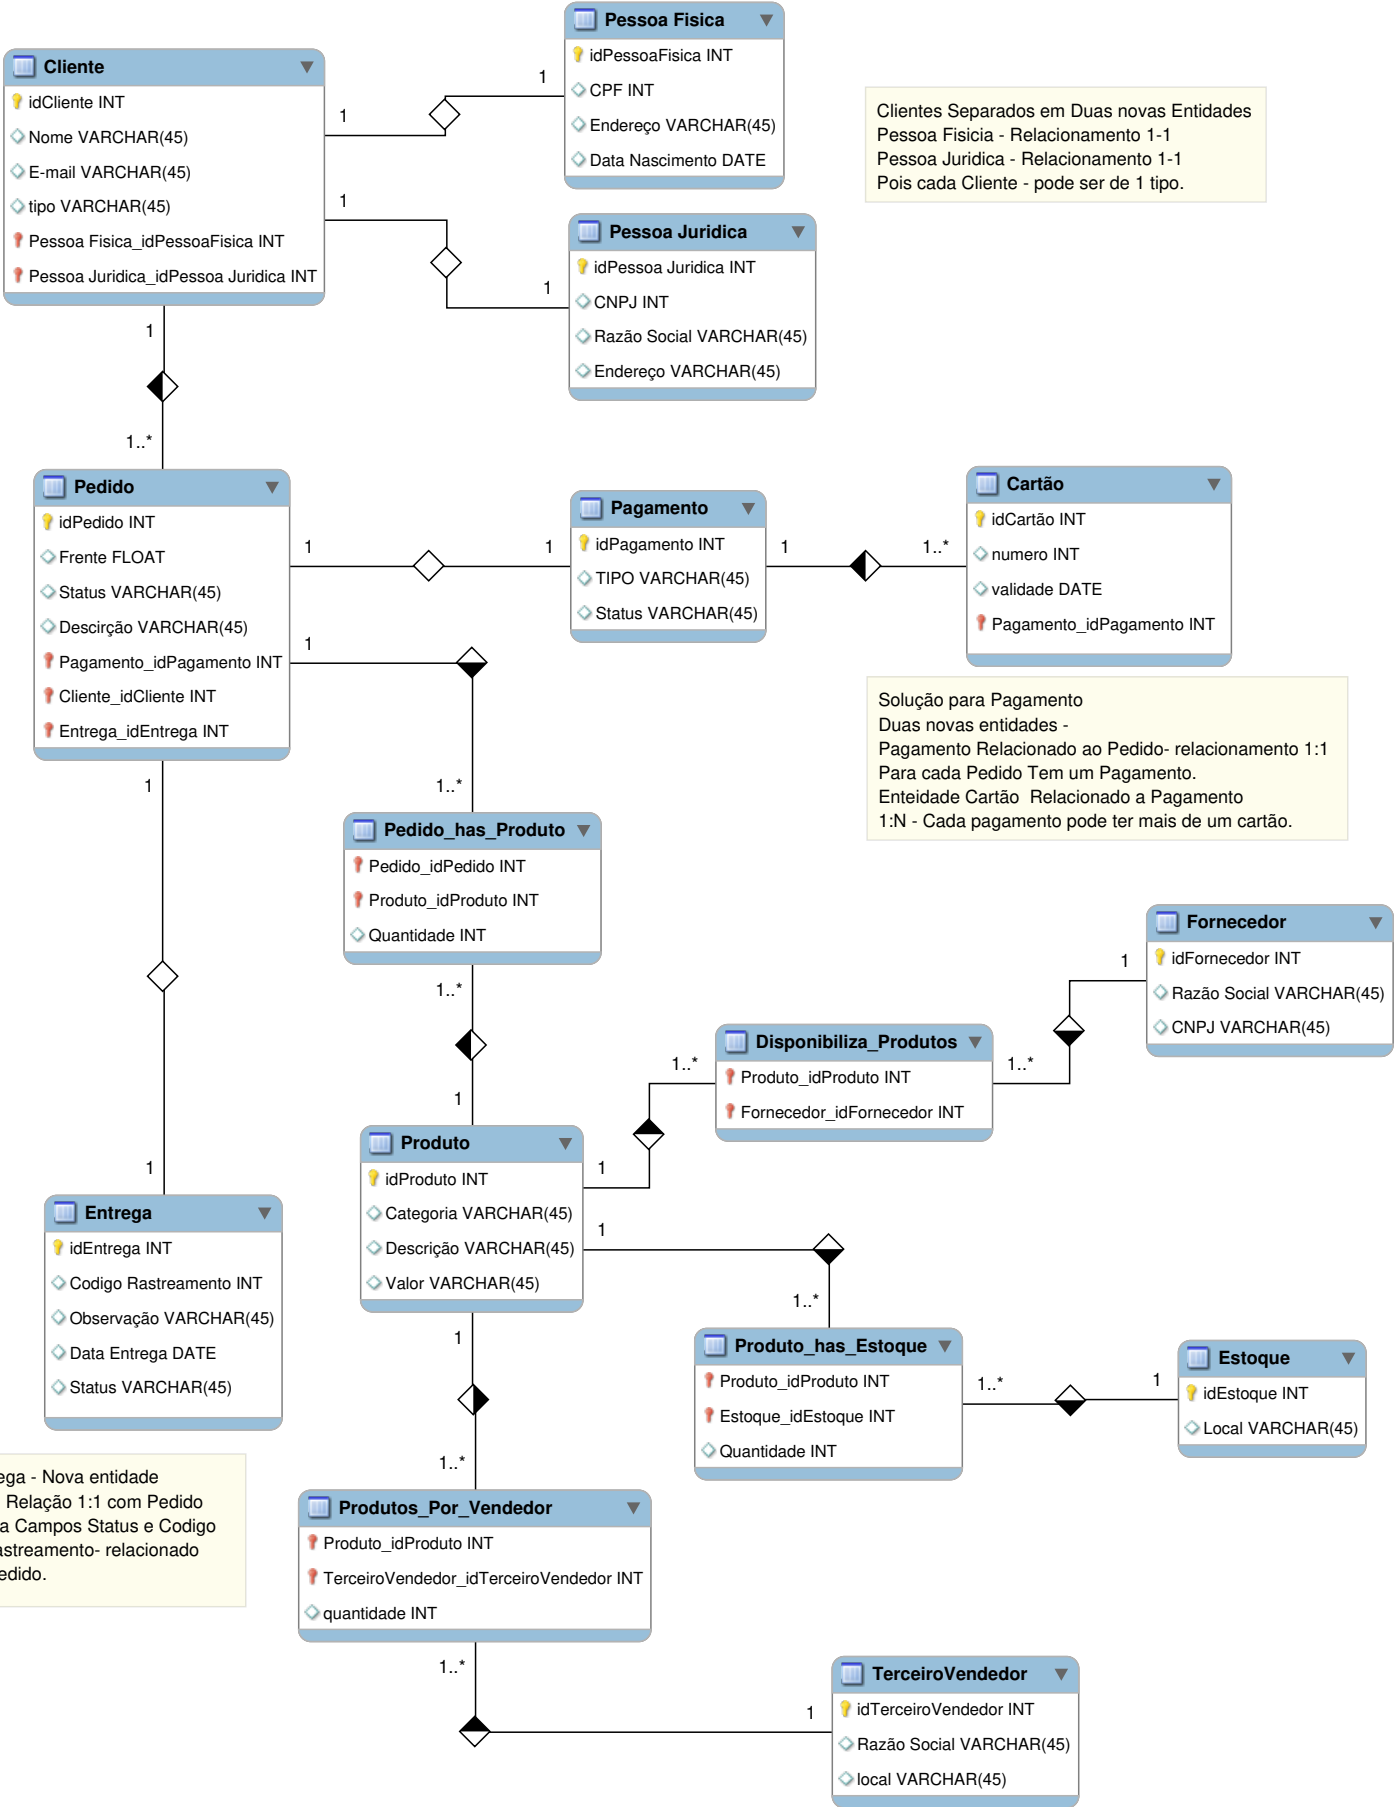 Pessoa Fisica
idPessoaFisica INT
CPF INT
Endereço VARCHAR(45)
Data Nascimento DATE
Cliente
idCliente INT
Nome VARCHAR(45)
E-mail VARCHAR(45)
tipo VARCHAR(45)
Pessoa Fisica_idPessoaFisica INT
Pessoa Juridica_idPessoa Juridica INT
1
1
1
1
Clientes Separados em Duas novas Entidades
Pessoa Fisicia - Relacionamento 1-1
Pessoa Juridica - Relacionamento 1-1
Pois cada Cliente - pode ser de 1 tipo.
Pessoa Juridica
idPessoa Juridica INT
CNPJ INT
Razão Social VARCHAR(45)
Endereço VARCHAR(45)
1
1..*
Pedido
idPedido INT
Frente FLOAT
Status VARCHAR(45)
Descirção VARCHAR(45)
Pagamento_idPagamento INT
Cliente_idCliente INT
Entrega_idEntrega INT
1
1
Pagamento
idPagamento INT
TIPO VARCHAR(45)
Status VARCHAR(45)
1
1..*
Cartão
idCartão INT
numero INT
validade DATE
Pagamento_idPagamento INT
Solução para Pagamento
Duas novas entidades -
Pagamento Relacionado ao Pedido- relacionamento 1:1
Para cada Pedido Tem um Pagamento.
Enteidade Cartão  Relacionado a Pagamento
1:N - Cada pagamento pode ter mais de um cartão.
1
1..*
1
Pedido_has_Produto
Pedido_idPedido INT
Produto_idProduto INT
Quantidade INT
1..*
1
Fornecedor
idFornecedor INT
Razão Social VARCHAR(45)
CNPJ VARCHAR(45)
1
1..*
Disponibiliza_Produtos
Produto_idProduto INT
Fornecedor_idFornecedor INT
1..*
1
Produto
idProduto INT
Categoria VARCHAR(45)
Descrição VARCHAR(45)
Valor VARCHAR(45)
1
1..*
1
Entrega
idEntrega INT
Codigo Rastreamento INT
Observação VARCHAR(45)
Data Entrega DATE
Status VARCHAR(45)
Produto_has_Estoque
Produto_idProduto INT
Estoque_idEstoque INT
Quantidade INT
1..*
1
Estoque
idEstoque INT
Local VARCHAR(45)
ega - Nova entidade
Relação 1:1 com Pedido
a Campos Status e Codigo
astreamento- relacionado
edido.
1
1..*
Produtos_Por_Vendedor
Produto_idProduto INT
TerceiroVendedor_idTerceiroVendedor INT
quantidade INT
1..*
1
TerceiroVendedor
idTerceiroVendedor INT
Razão Social VARCHAR(45)
local VARCHAR(45)